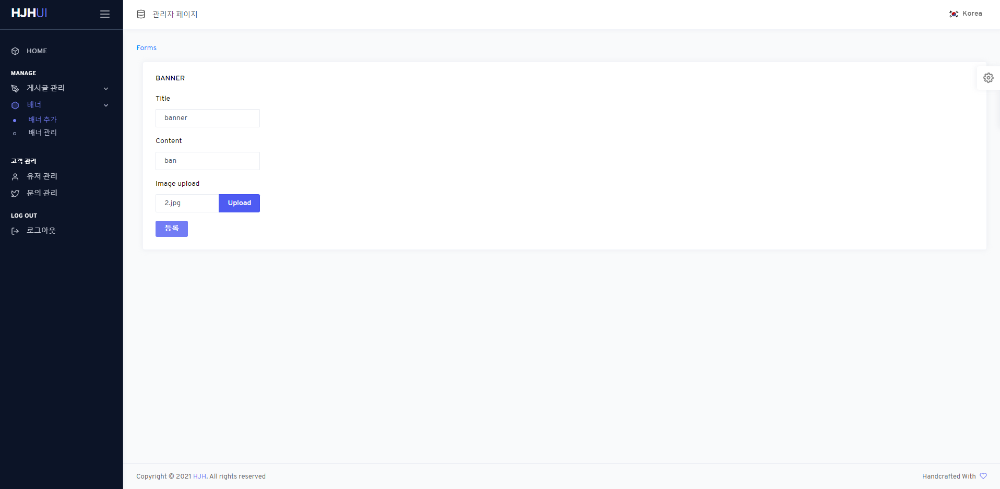 HJHUI
HOME
MANAGE
게시글 관리
배너
배너 추가
배너 관리
고객 관리
유저 관리
문의 관리
LOG OUT
로그아웃
관리자 페이지
Korea
Forms
BANNER
Title
banner
Content
ban
Image upload
2.jpg
Upload
등록
Copyright © 2021 HJH. All rights reserved
Handcrafted With